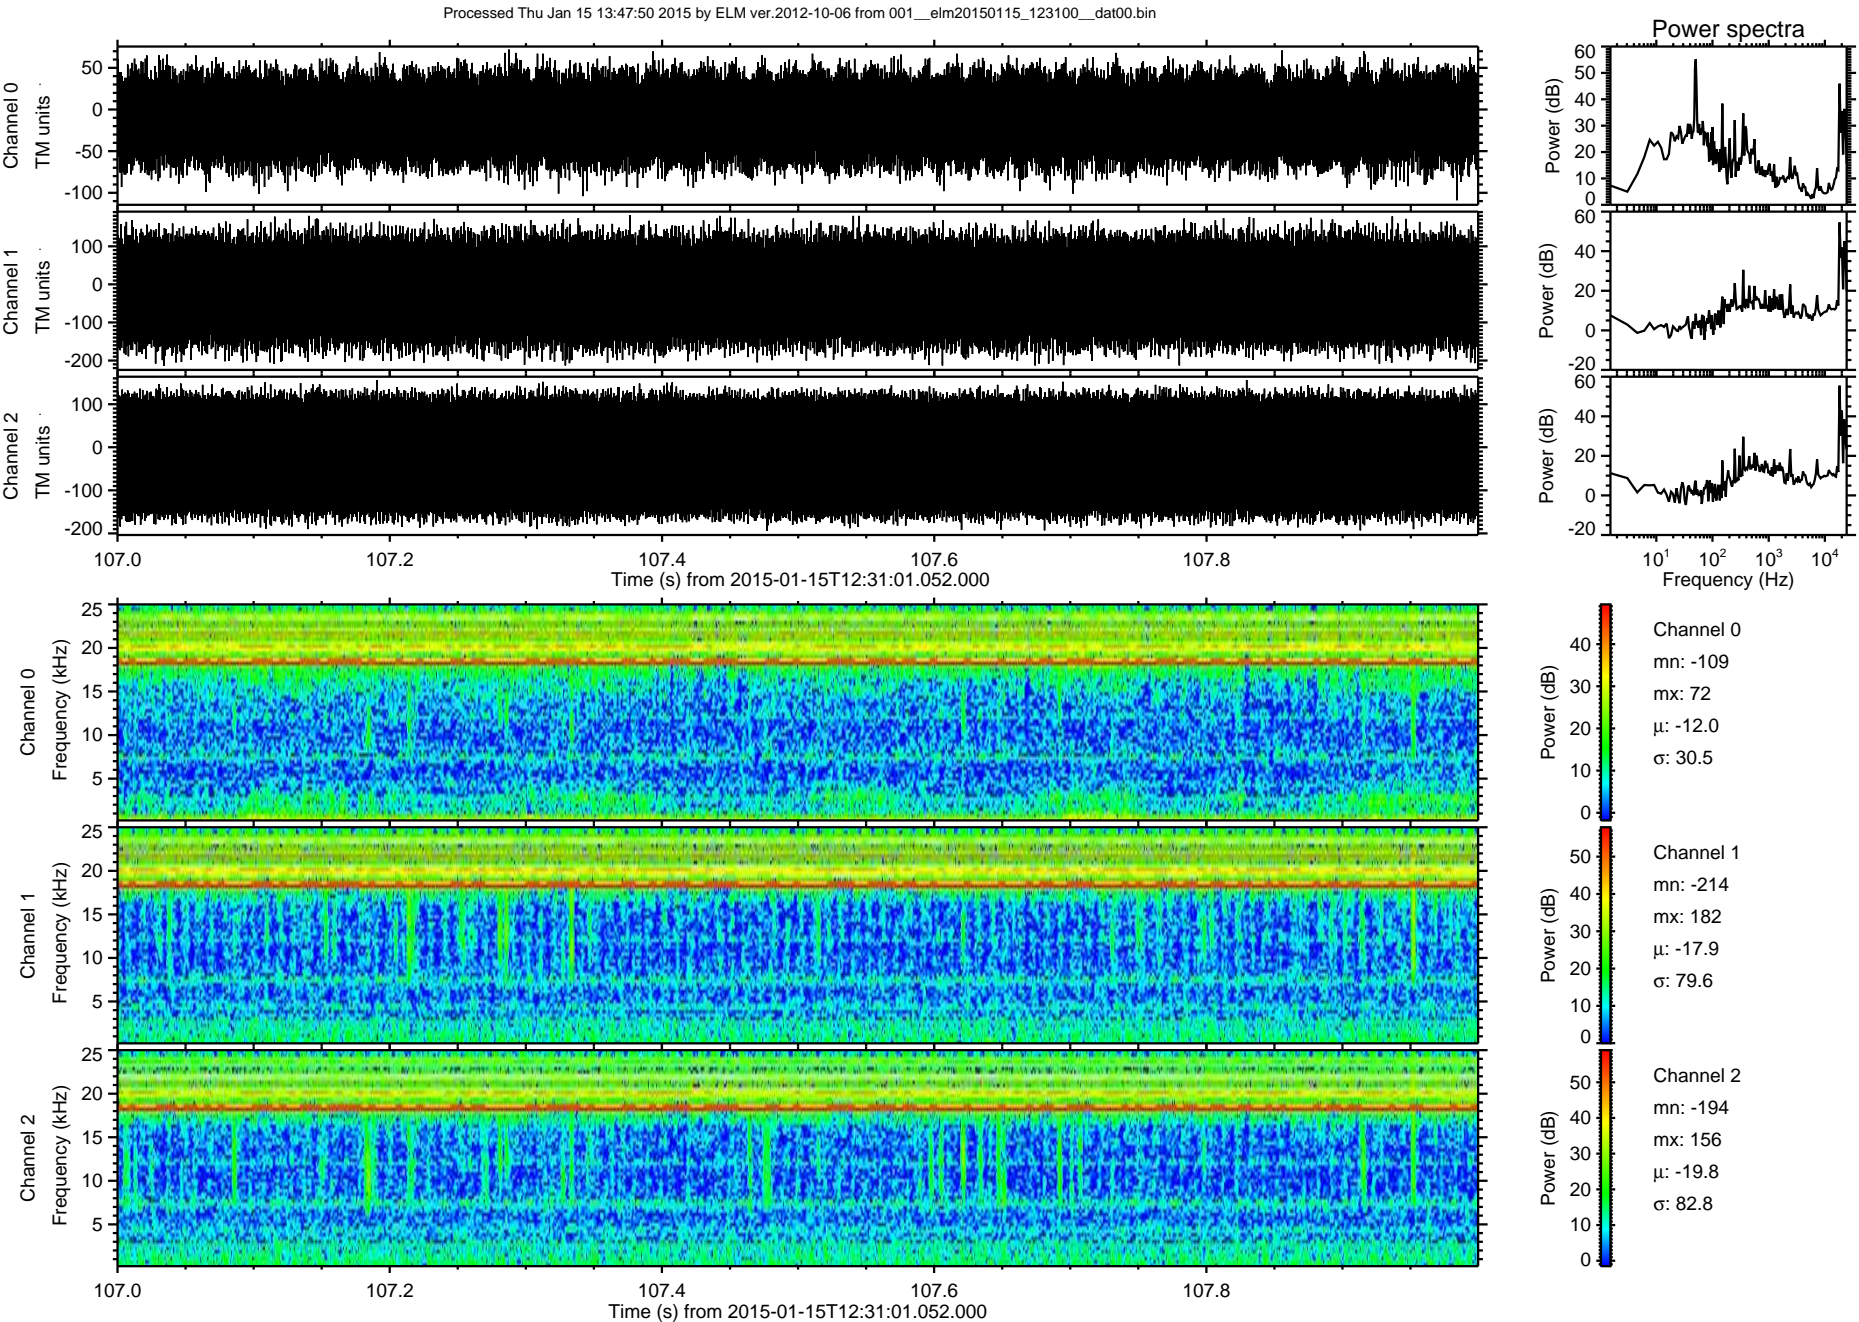 Processed Thu Jan 15 13:47:50 2015 by ELM ver.2012-10-06 from 001__elm20150115_123100__dat00.bin
Power spectra
Channel 0
TM units
50
0
-50
-100
Power (dB)
60
50
40
30
20
10
0
Channel 1
TM units
100
0
-100
-200
Power (dB)
60
40
20
0
-20
Channel 2
TM units
100
0
-100
-200
Power (dB)
60
40
20
0
-20
107.0
107.2
107.4
107.6
107.8
Time (s) from 2015-01-15T12:31:01.052.000
10¹
10²
10³
10⁴
Frequency (Hz)
Channel 0
Frequency (kHz)
25
20
15
10
5
Power (dB)
40
30
20
10
0
Channel 0
mn: -109
mx: 72
μ: -12.0
σ: 30.5
Channel 1
Frequency (kHz)
25
20
15
10
5
Power (dB)
50
40
30
20
10
0
Channel 1
mn: -214
mx: 182
μ: -17.9
σ: 79.6
Channel 2
Frequency (kHz)
25
20
15
10
5
Power (dB)
50
40
30
20
10
0
Channel 2
mn: -194
mx: 156
μ: -19.8
σ: 82.8
107.0
107.2
107.4
107.6
107.8
Time (s) from 2015-01-15T12:31:01.052.000